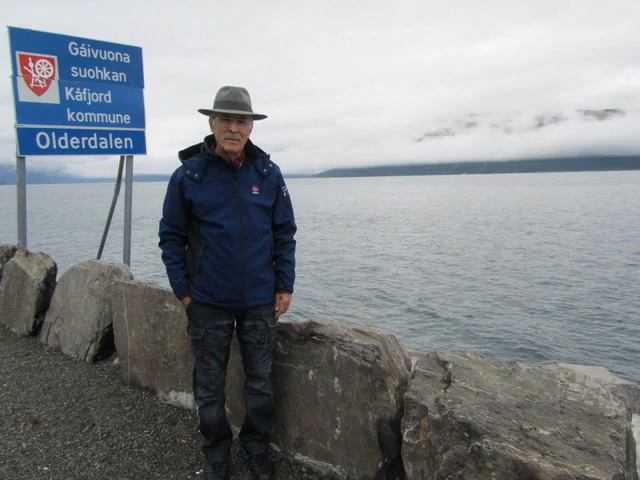 Gáivuona
suohkan
Kåfjord
kommune
Olderdalen